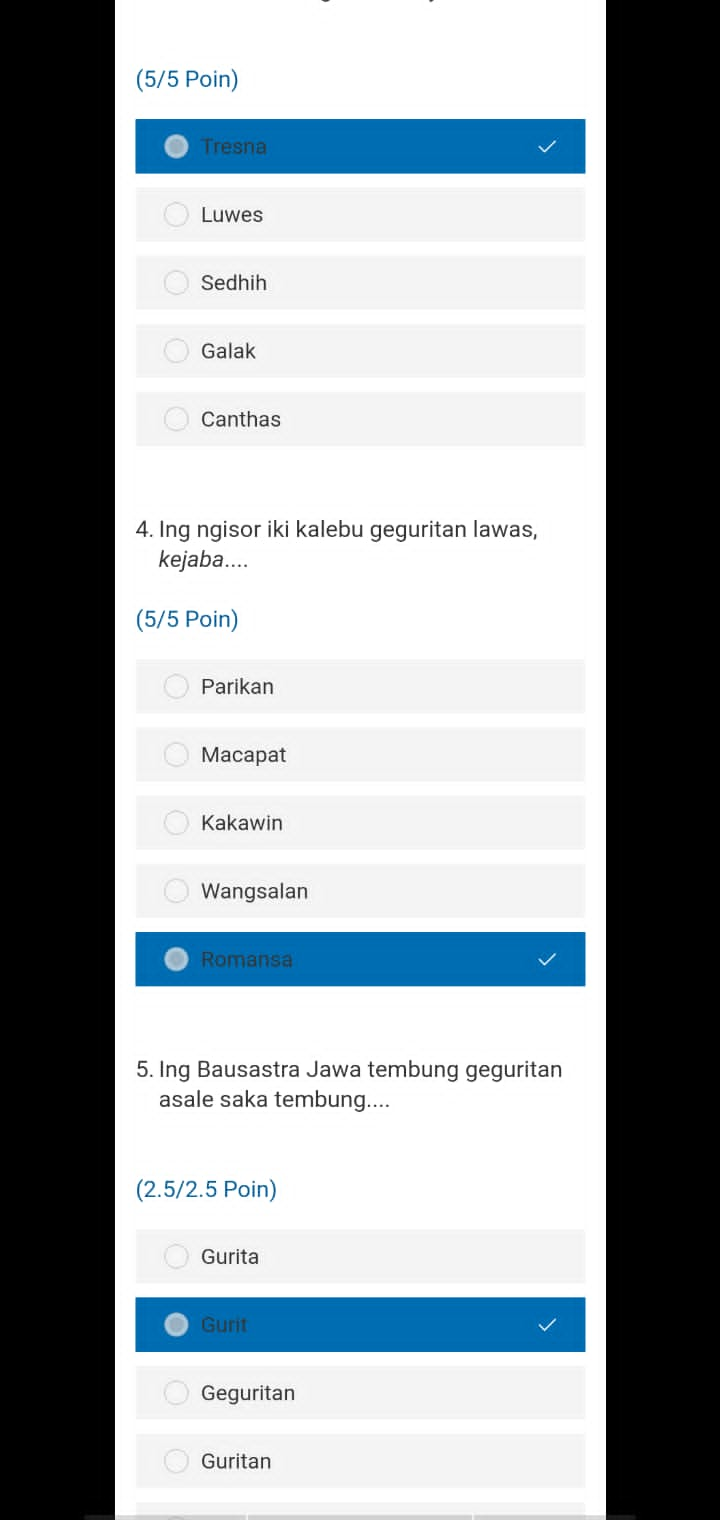 (5/5 Poin)
Tresna
Luwes
Sedhih
Galak
Canthas
4. Ing ngisor iki kalebu geguritan lawas,
kejaba....
(5/5 Poin)
Parikan
Macapat
Kakawin
Wangsalan
Romansa
5. Ing Bausastra Jawa tembung geguritan
asale saka tembung....
(2.5/2.5 Poin)
Gurita
Gurit
Geguritan
Guritan